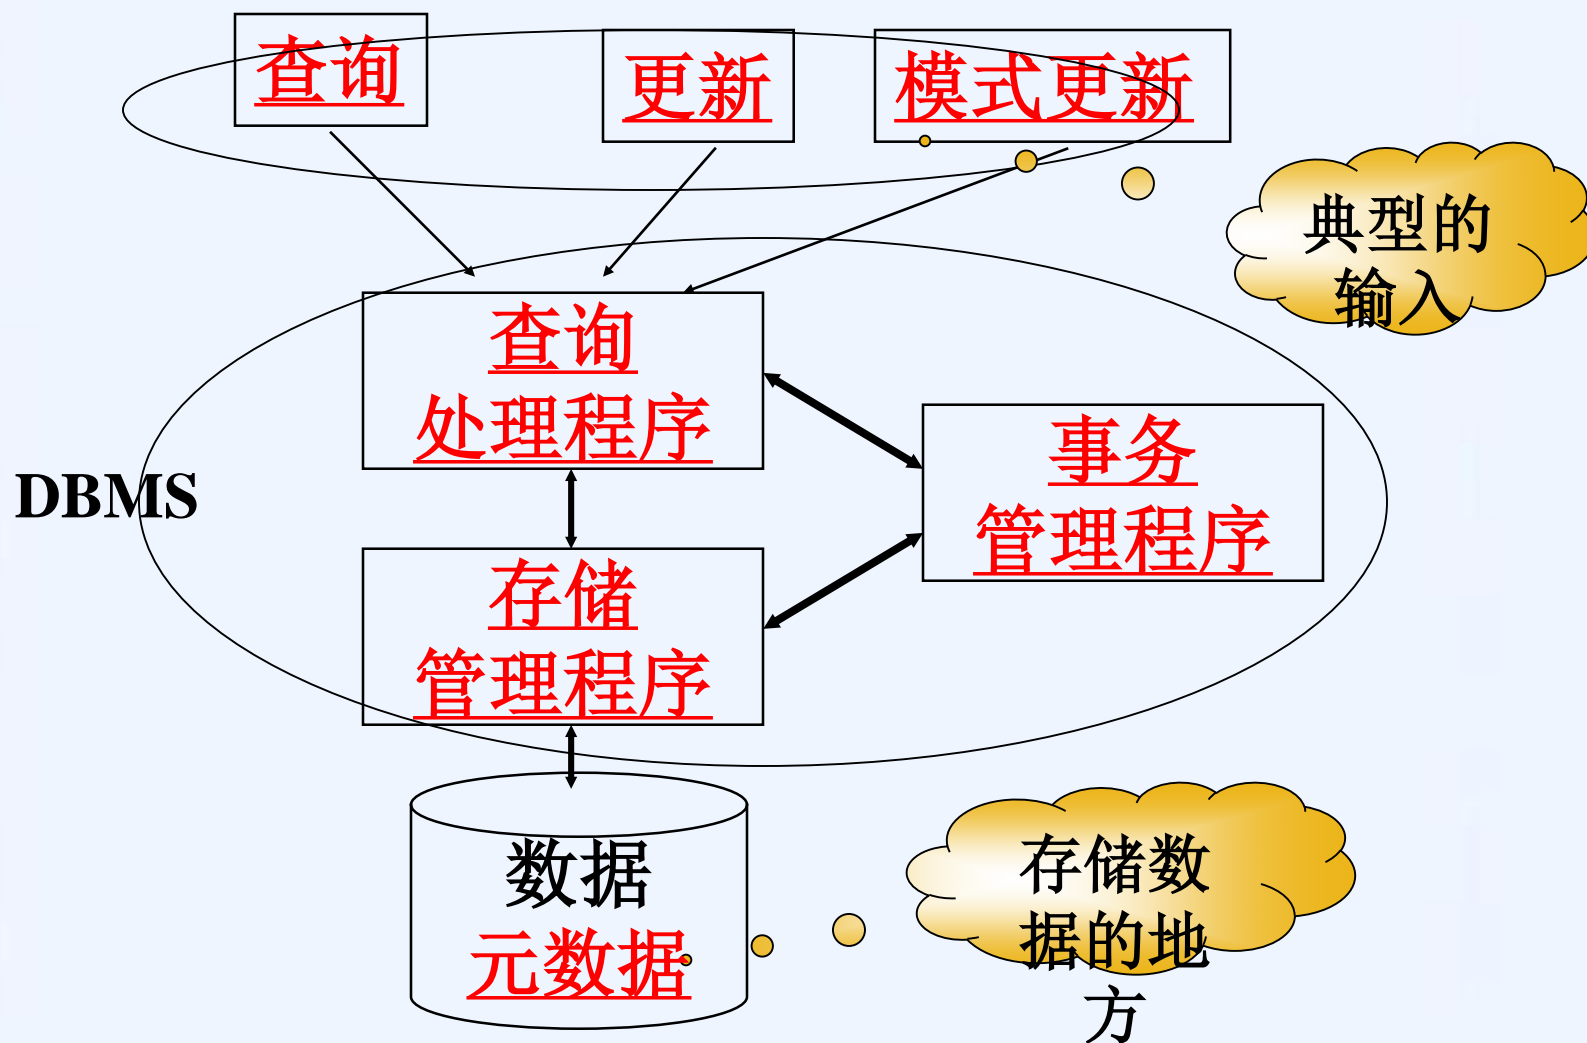 查询
更新
模式更新
典型的
输入
查询
处理程序
事务
管理程序
DBMS
存储
管理程序
数据
元数据
存储数
据的地
方